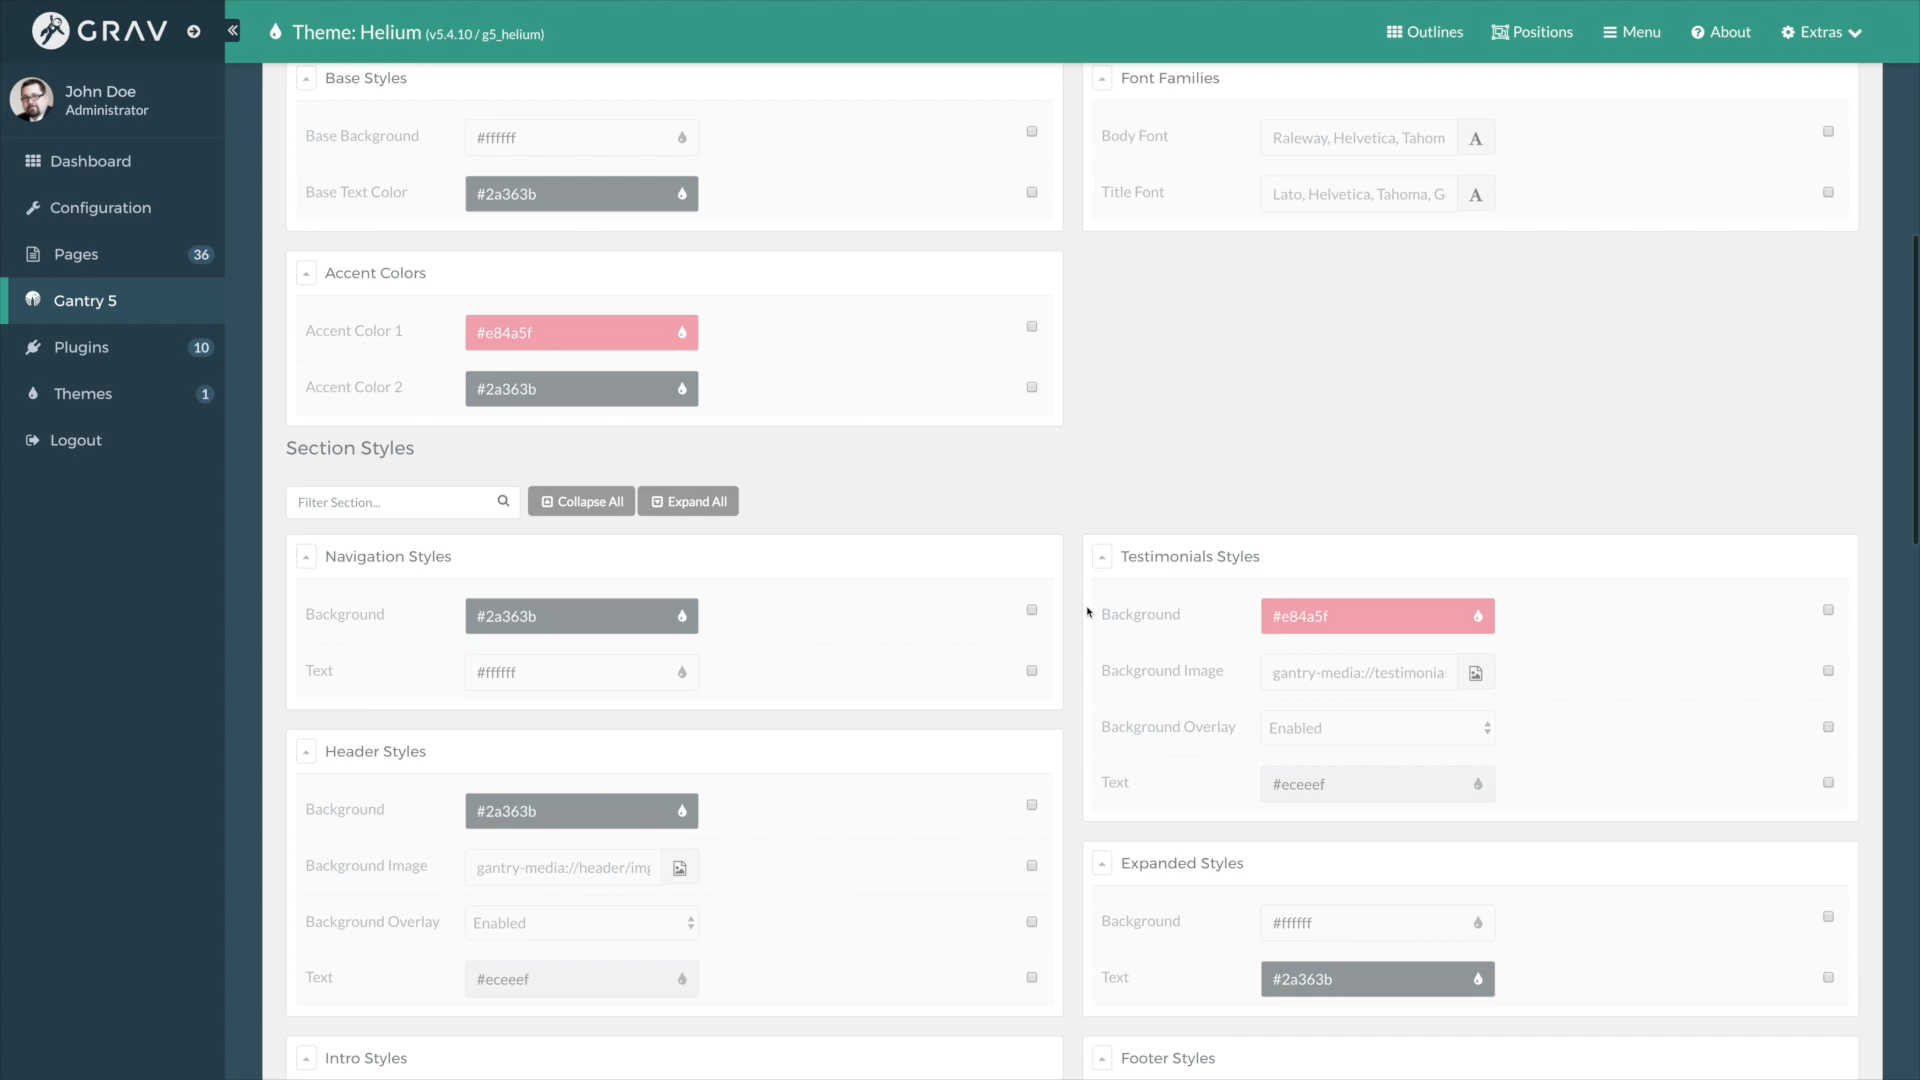 GRAV
Theme: Helium (v5.4.10 / g5_helium)
Outlines
Positions
Menu
About
Extras
John Doe
Administrator
Dashboard
Configuration
Pages
36
Gantry 5
Plugins
10
Themes
1
Logout
Base Styles
Base Background
#ffffff
Base Text Color
#2a363b
Font Families
Body Font
Raleway, Helvetica, Tahom
A
Title Font
Lato, Helvetica, Tahoma, G
A
Accent Colors
Accent Color 1
#e84a5f
Accent Color 2
#2a363b
Section Styles
Filter Section...
Collapse All
Expand All
Navigation Styles
Background
#2a363b
Text
#ffffff
Testimonials Styles
Background
#e84a5f
Background Image
gantry-media://testimonia
Background Overlay
Enabled
Text
#eceeef
Header Styles
Background
#2a363b
Background Image
gantry-media://header/img
Background Overlay
Enabled
Text
#eceeef
Expanded Styles
Background
#ffffff
Text
#2a363b
Intro Styles
Footer Styles